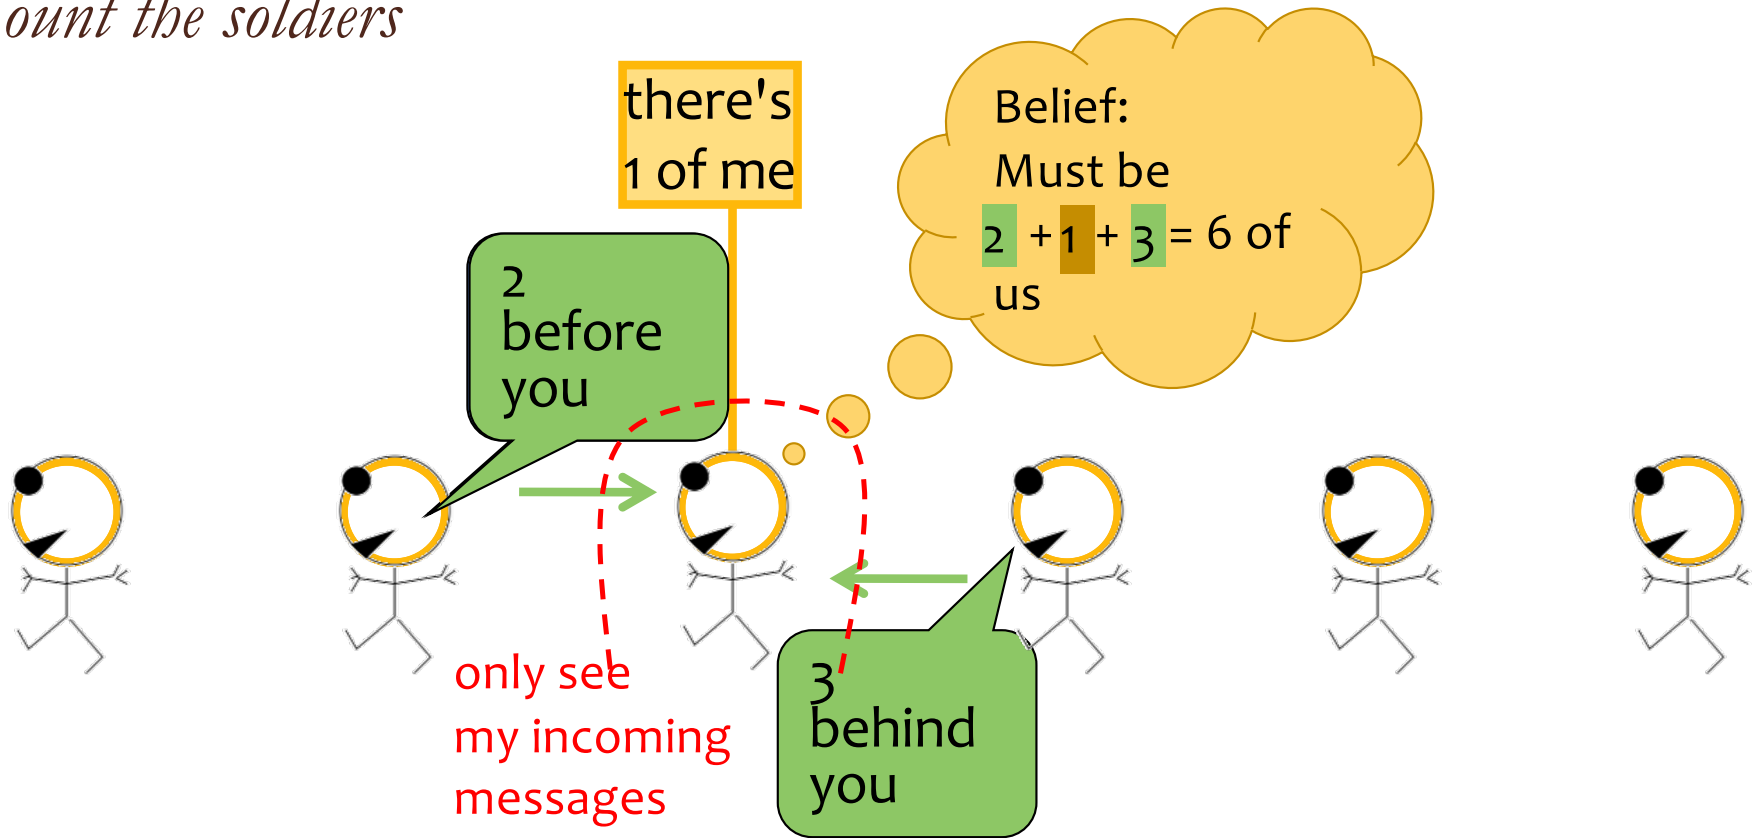 ount the soldiers
there's
1 of me
Belief:
Must be
2 + 1 + 3 = 6 of
us
2
before
you
only see
my incoming
messages
3
behind
you